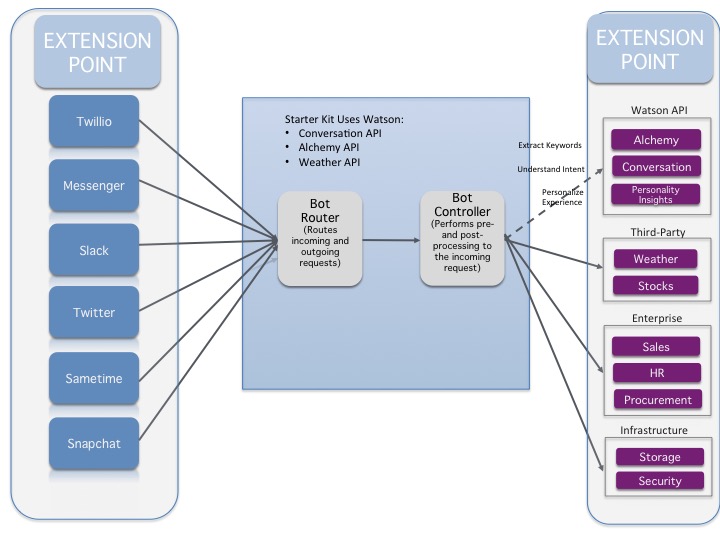 EXTENSION
POINT
Twillio
Messenger
Slack
Twitter
Sametime
Snapchat
Starter Kit Uses Watson:
• Conversation API
• Alchemy API
• Weather API
Bot
Router
(Routes
incoming and
outgoing
requests)
Bot
Controller
(Performs pre-
and post-
processing to
the incoming
request)
Extract Keywords
Understand Intent
Personalize
Experience
EXTENSION
POINT
Watson API
Alchemy
Conversation
Personality
Insights
Third-Party
Weather
Stocks
Enterprise
Sales
HR
Procurement
Infrastructure
Storage
Security